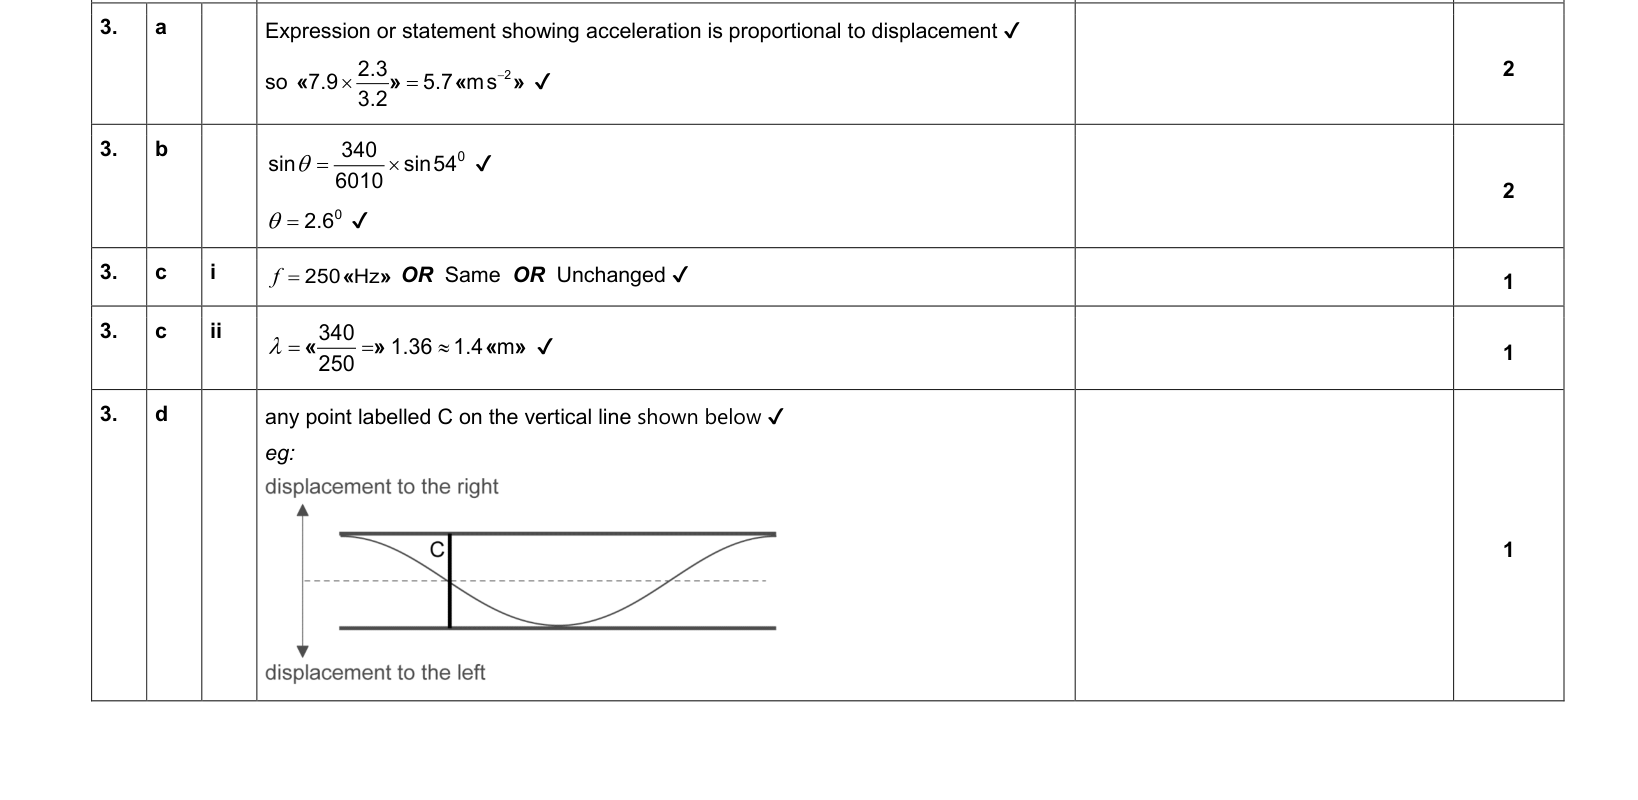 3. a Expression or statement showing acceleration is proportional to displacement ✓
so «7.9 × 2.3/3.2» = 5.7 «m s⁻²» ✓
2
3. b sin θ = 340/6010 × sin 54⁰ ✓
θ = 2.6⁰ ✓
2
3. c i f = 250 «Hz» OR Same OR Unchanged ✓ 1
3. c ii λ = «340/250 =» 1.36 ≈ 1.4 «m» ✓ 1
3. d any point labelled C on the vertical line shown below ✓
eg:
displacement to the right
C
1
displacement to the left